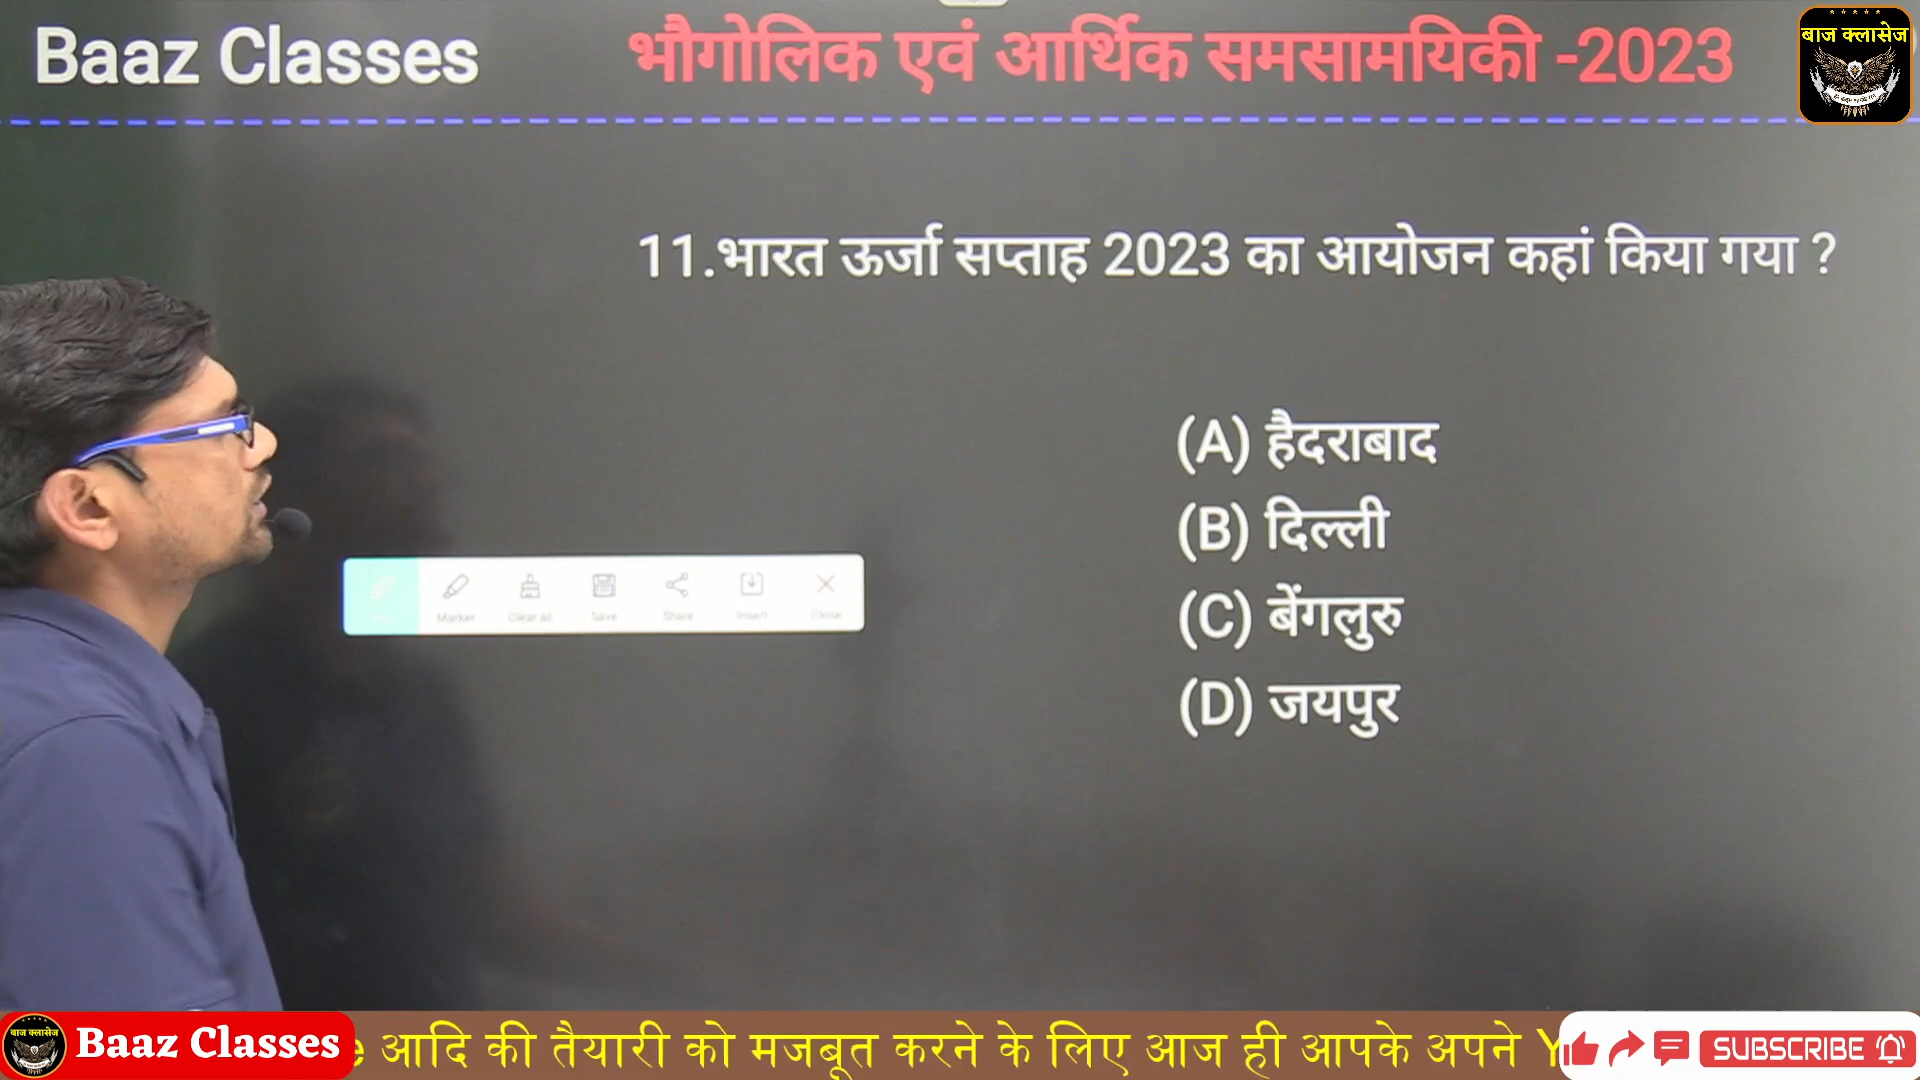 Baaz Classes
भौगोलिक एवं आर्थिक समसामयिकी -2023
बाज क्लासेज
11.भारत ऊर्जा सप्ताह 2023 का आयोजन कहां किया गया ?
(A) हैदराबाद
(B) दिल्ली
(C) बेंगलुरु
(D) जयपुर
Marker Clear all Save Share Insert Close
बाज क्लासेज
Baaz Classes
e आदि की तैयारी को मजबूत करने के लिए आज ही आपके अपने Y
SUBSCRIBE